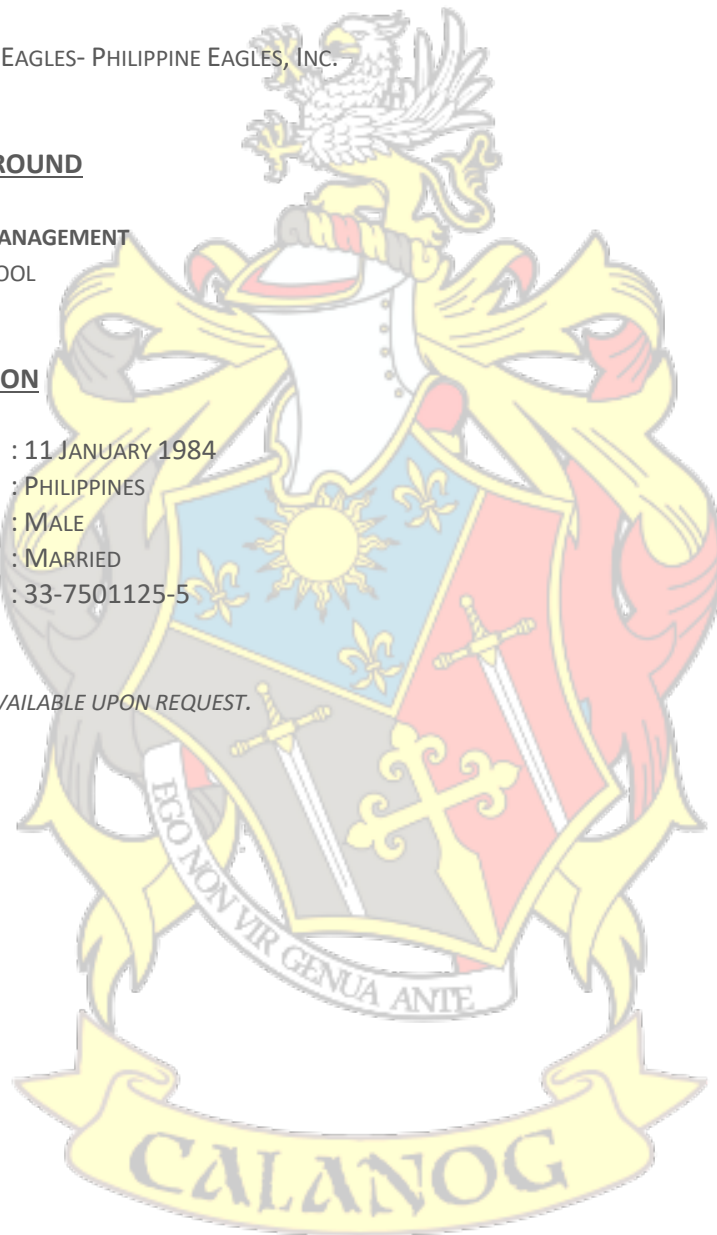 EAGLES- PHILIPPINE EAGLES, INC.
ROUND
MANAGEMENT
OOL
ON
: 11 JANUARY 1984
: PHILIPPINES
: MALE
: MARRIED
: 33-7501125-5
VAILABLE UPON REQUEST.
EGO NON VIR GENUA ANTE
CALANOG